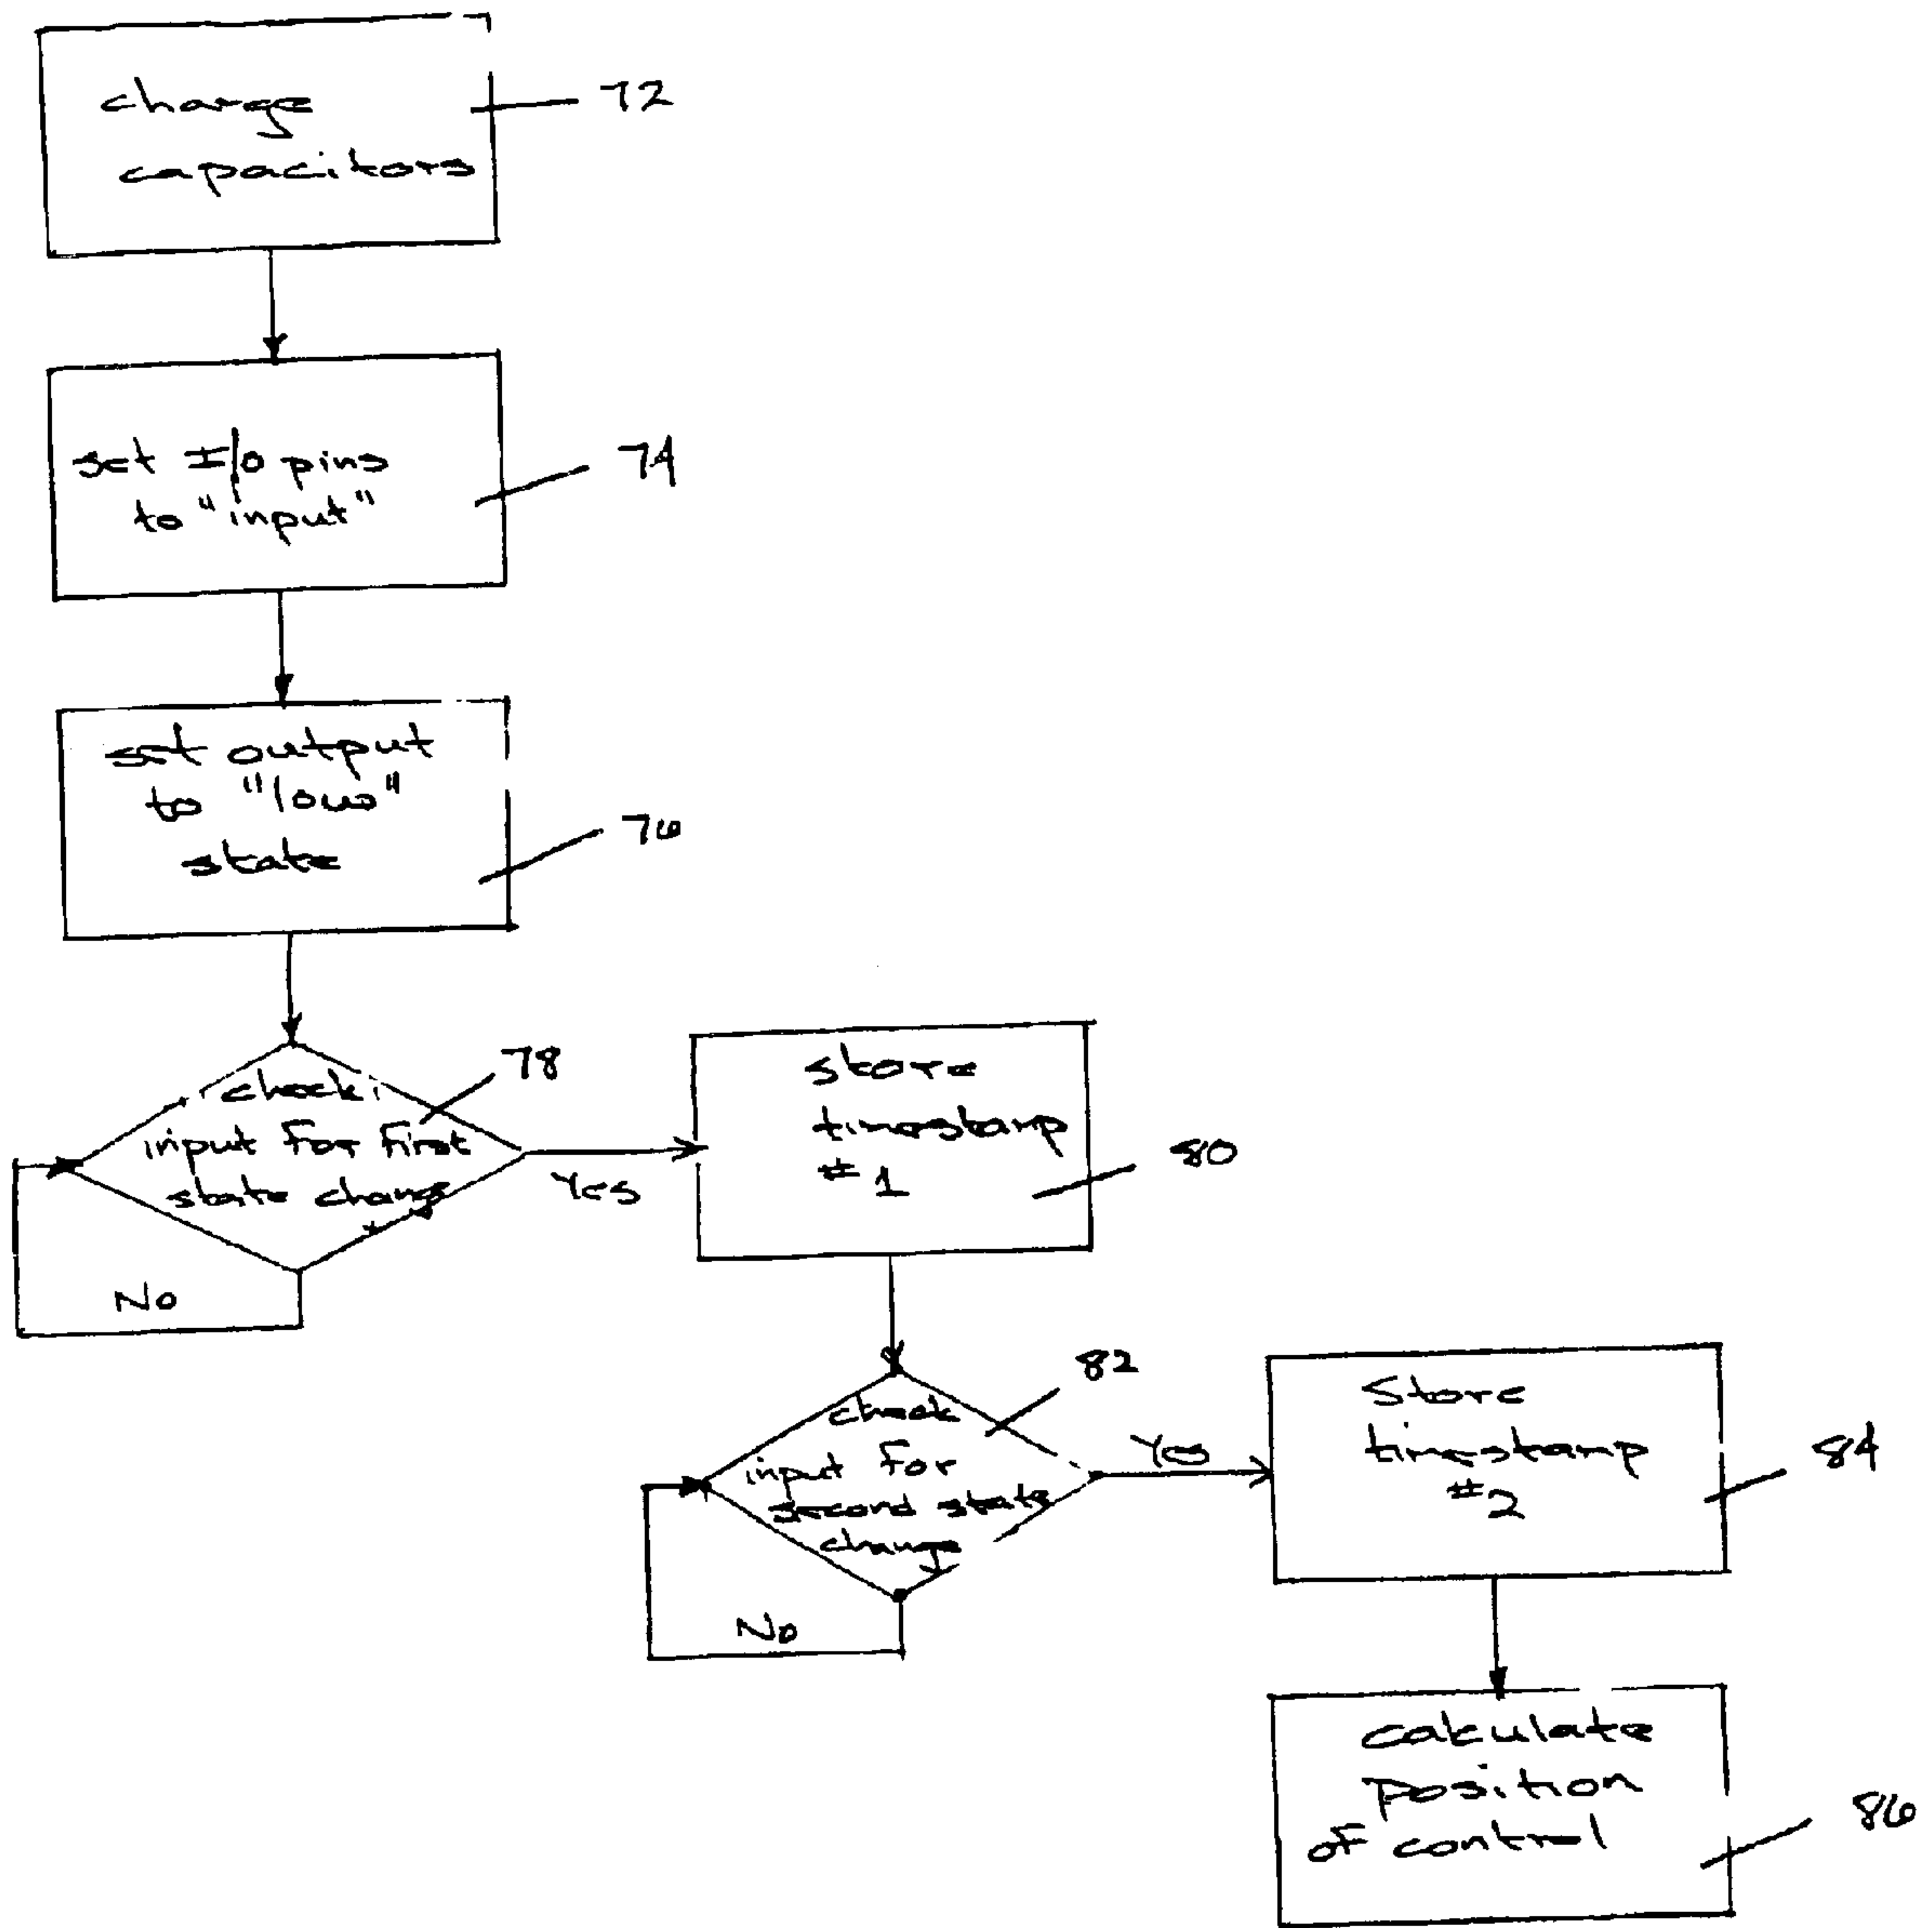 charge
capacitors
72
set I/o pins
to "input"
74
set output
to "low"
state
76
check
input for first
state change
78
Yes
No
store
timestamp
#1
80
check
input for
second state
change
82
Yes
No
Store
timestamp
#2
84
calculate
position
of control
86